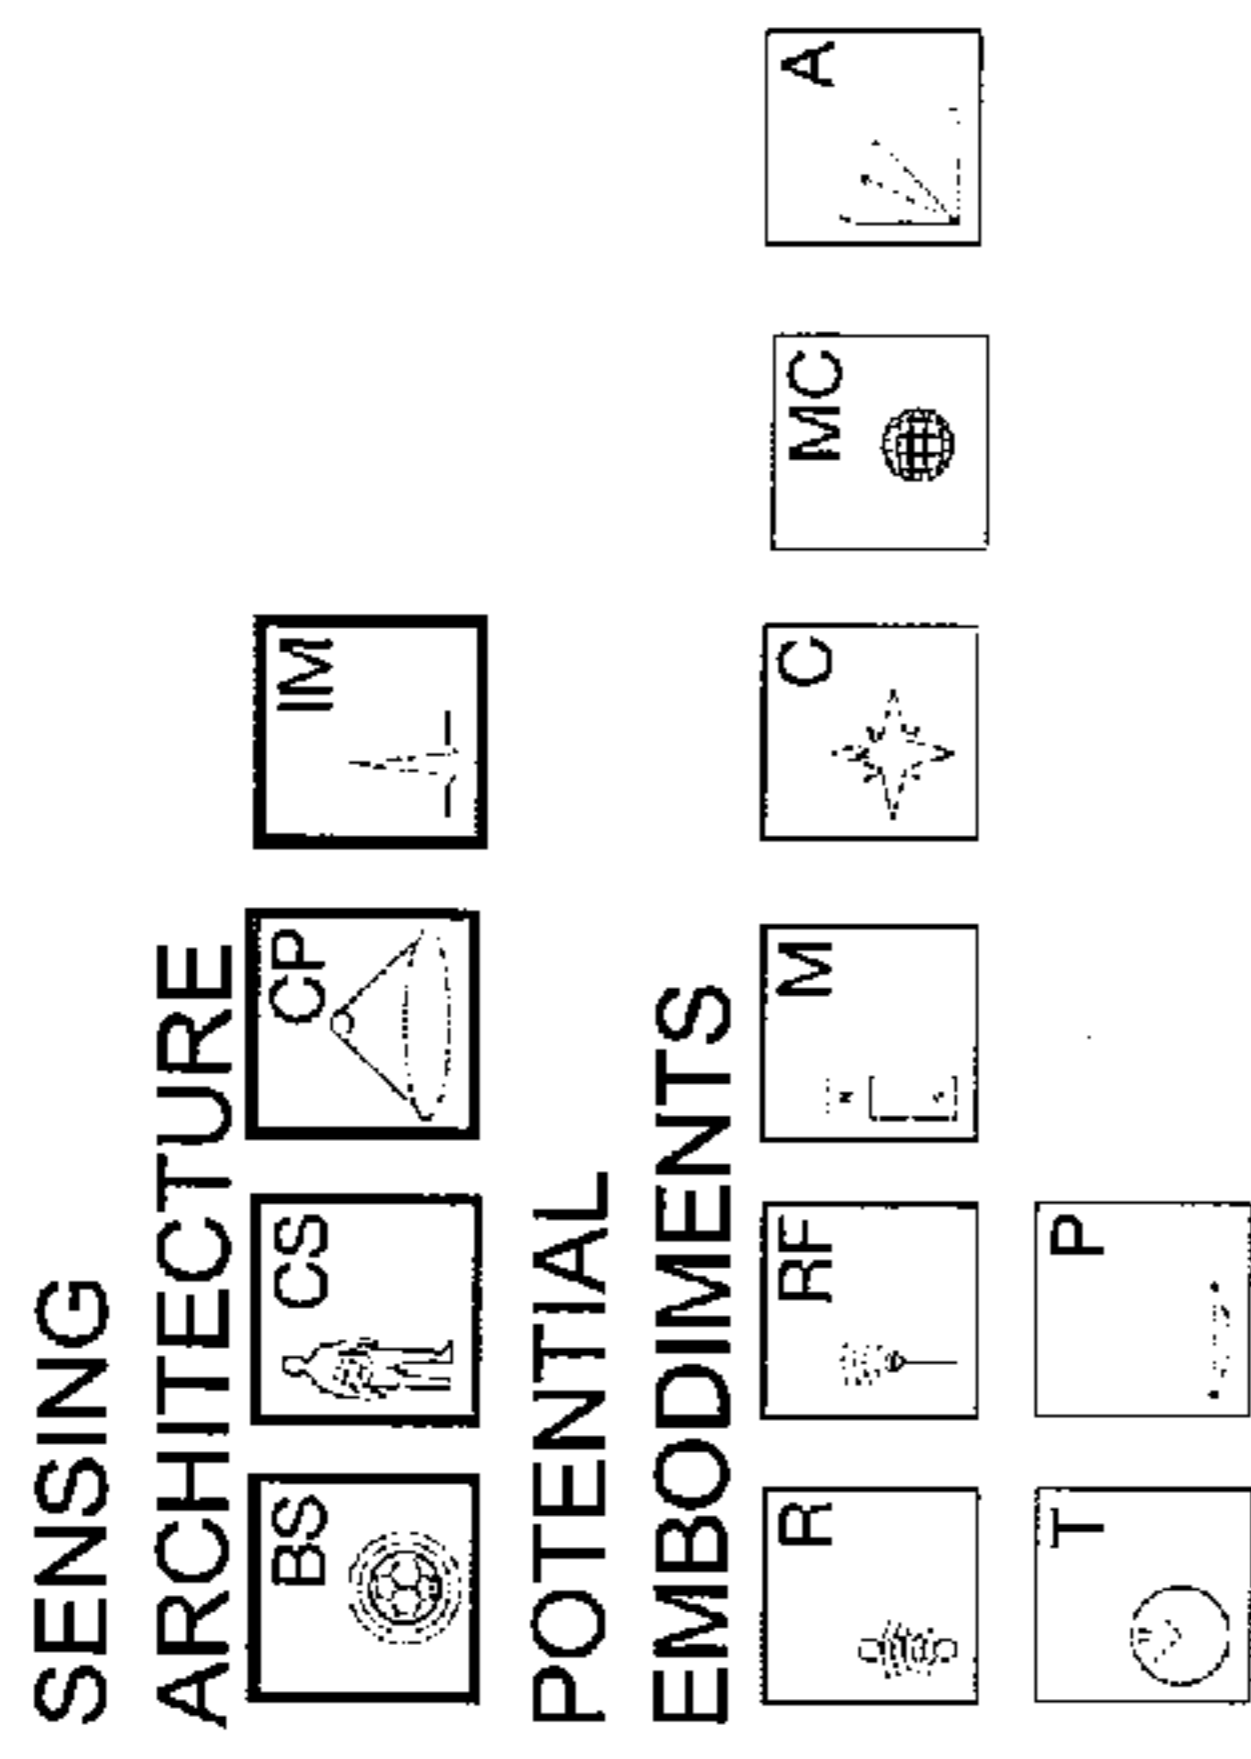 SENSING
ARCHITECTURE
BS CS CP IM
POTENTIAL
EMBODIMENTS
R RF M C MC A
T P